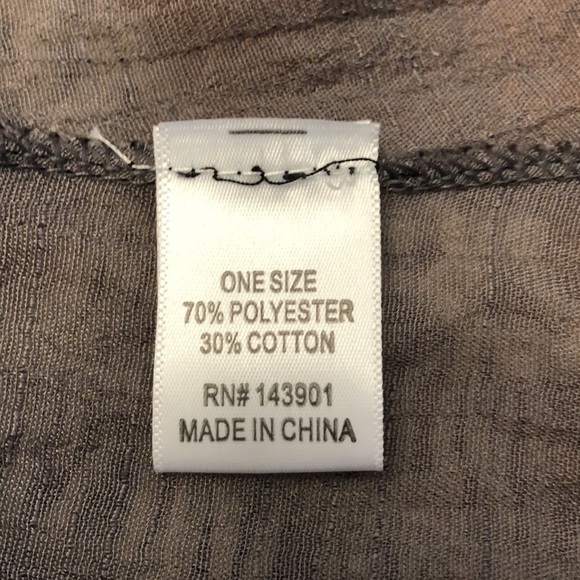 ONE SIZE
70% POLYESTER
30% COTTON
RN# 143901
MADE IN CHINA